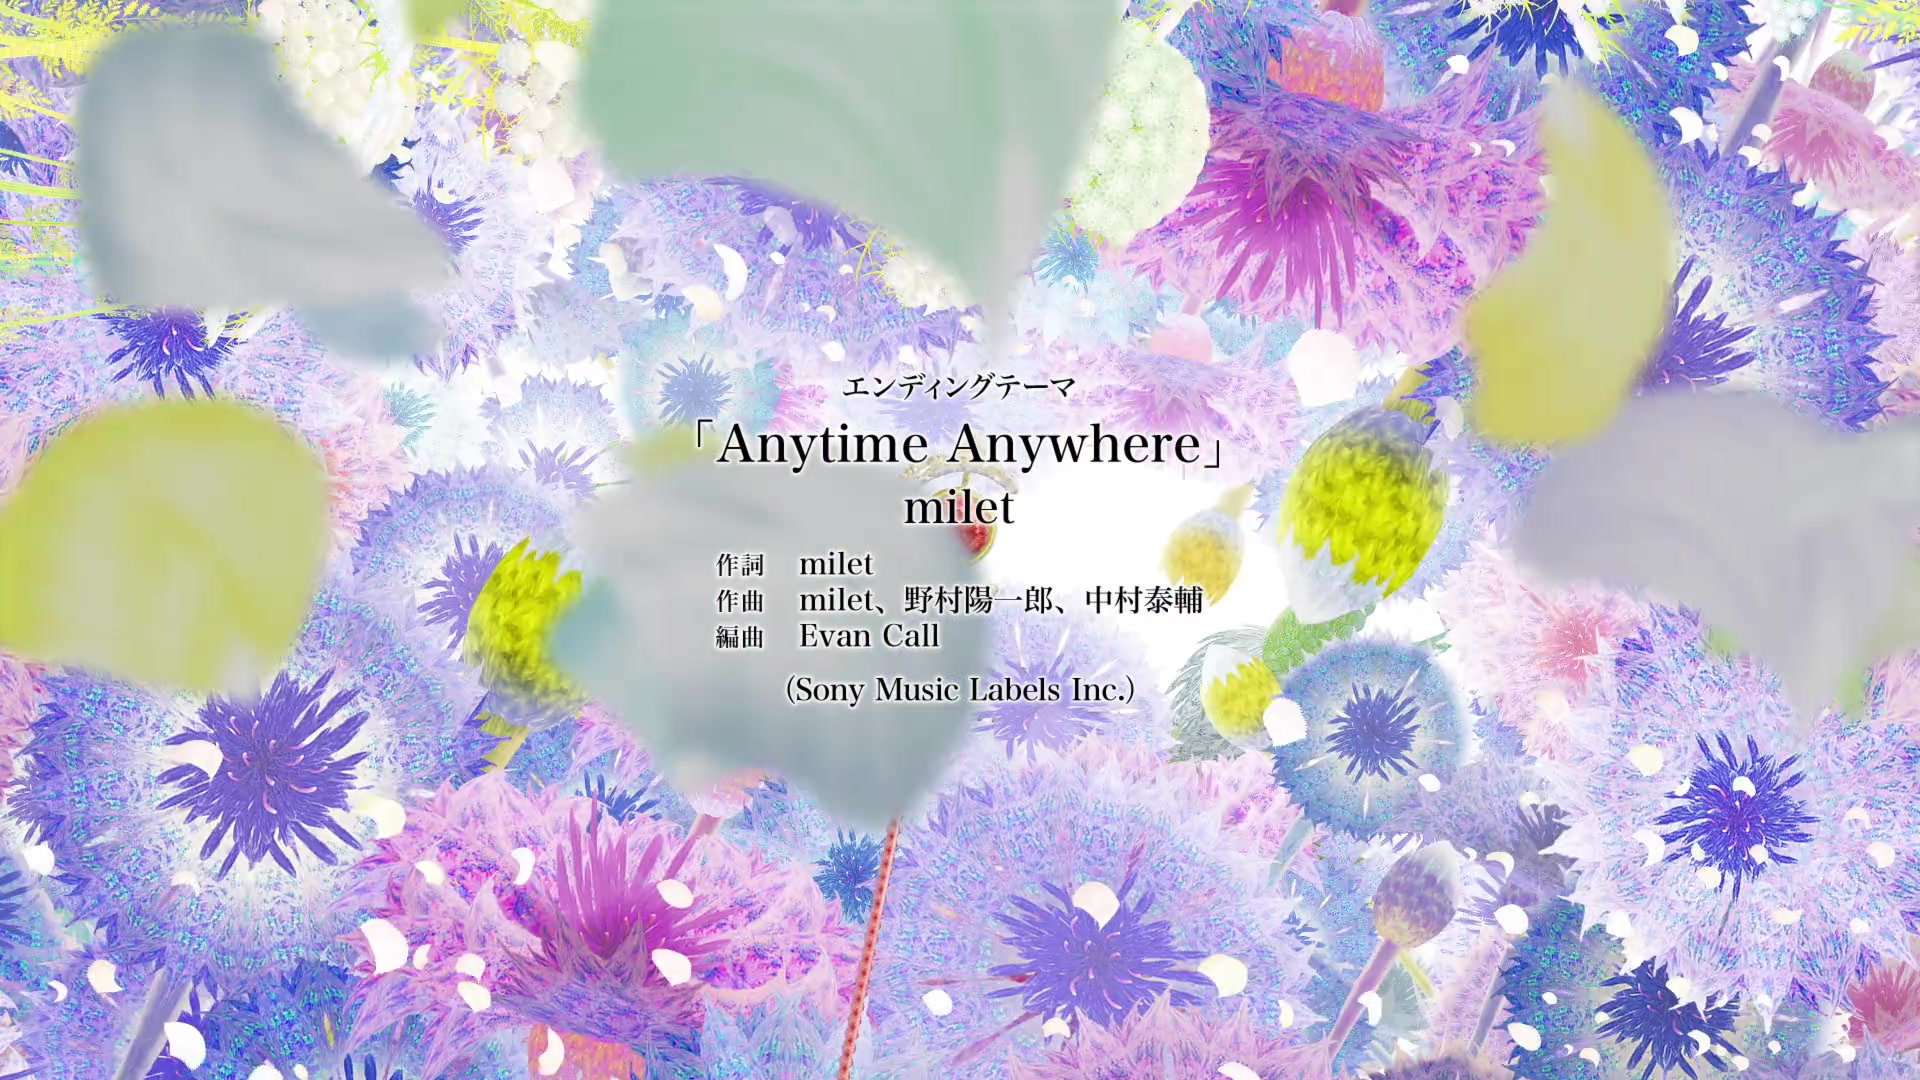 エンディングテーマ
「Anytime Anywhere」
milet
作詞 milet
作曲 milet、野村陽一郎、中村泰輔
編曲 Evan Call
(Sony Music Labels Inc.)